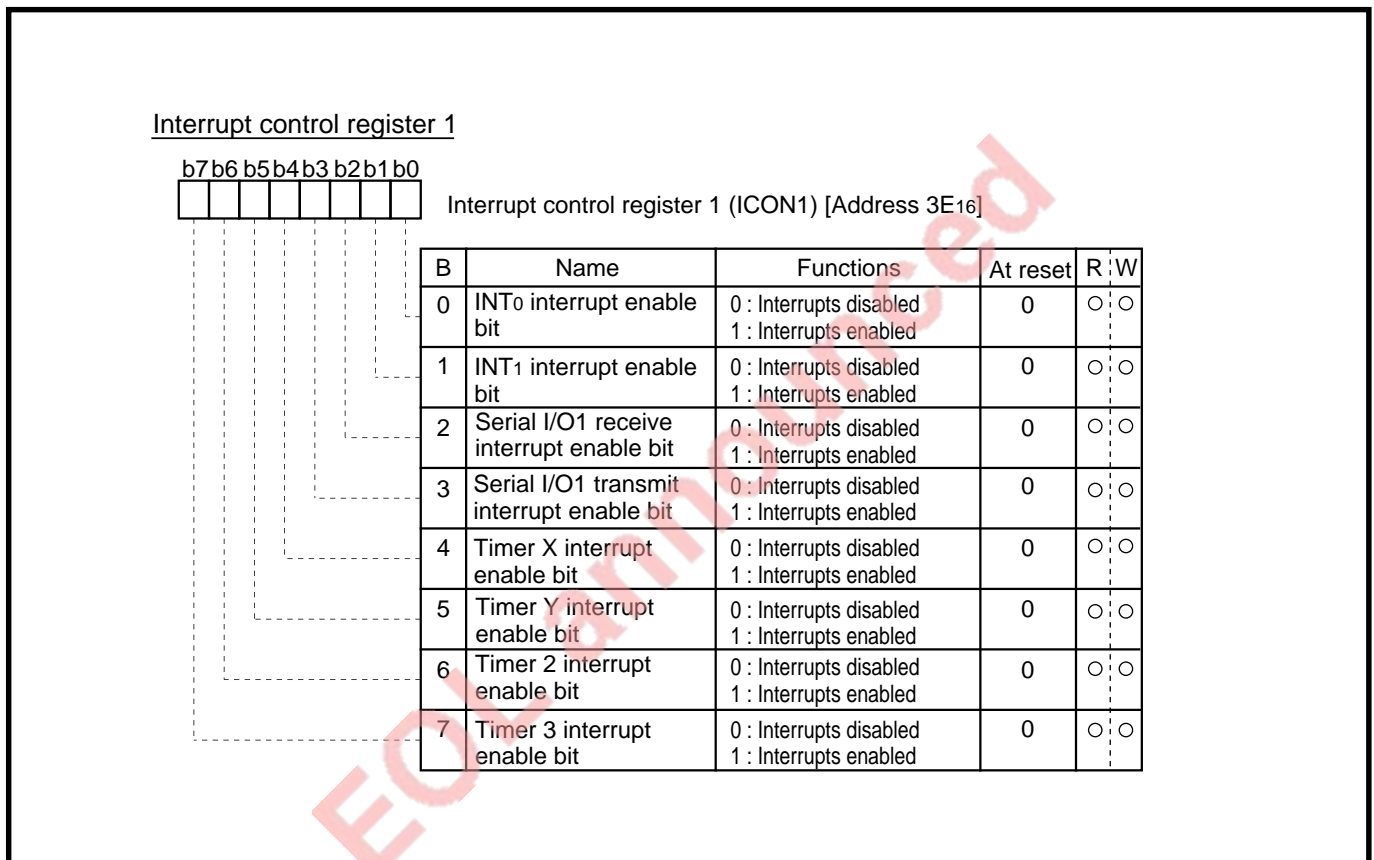 Interrupt control register 1
b7 b6 b5 b4 b3 b2 b1 b0
Interrupt control register 1 (ICON1) [Address 3E16]
B Name Functions At reset R W
0 INT0 interrupt enable bit 0 : Interrupts disabled 1 : Interrupts enabled 0 ○ ○
1 INT1 interrupt enable bit 0 : Interrupts disabled 1 : Interrupts enabled 0 ○ ○
2 Serial I/O1 receive interrupt enable bit 0 : Interrupts disabled 1 : Interrupts enabled 0 ○ ○
3 Serial I/O1 transmit interrupt enable bit 0 : Interrupts disabled 1 : Interrupts enabled 0 ○ ○
4 Timer X interrupt enable bit 0 : Interrupts disabled 1 : Interrupts enabled 0 ○ ○
5 Timer Y interrupt enable bit 0 : Interrupts disabled 1 : Interrupts enabled 0 ○ ○
6 Timer 2 interrupt enable bit 0 : Interrupts disabled 1 : Interrupts enabled 0 ○ ○
7 Timer 3 interrupt enable bit 0 : Interrupts disabled 1 : Interrupts enabled 0 ○ ○
EOL announced